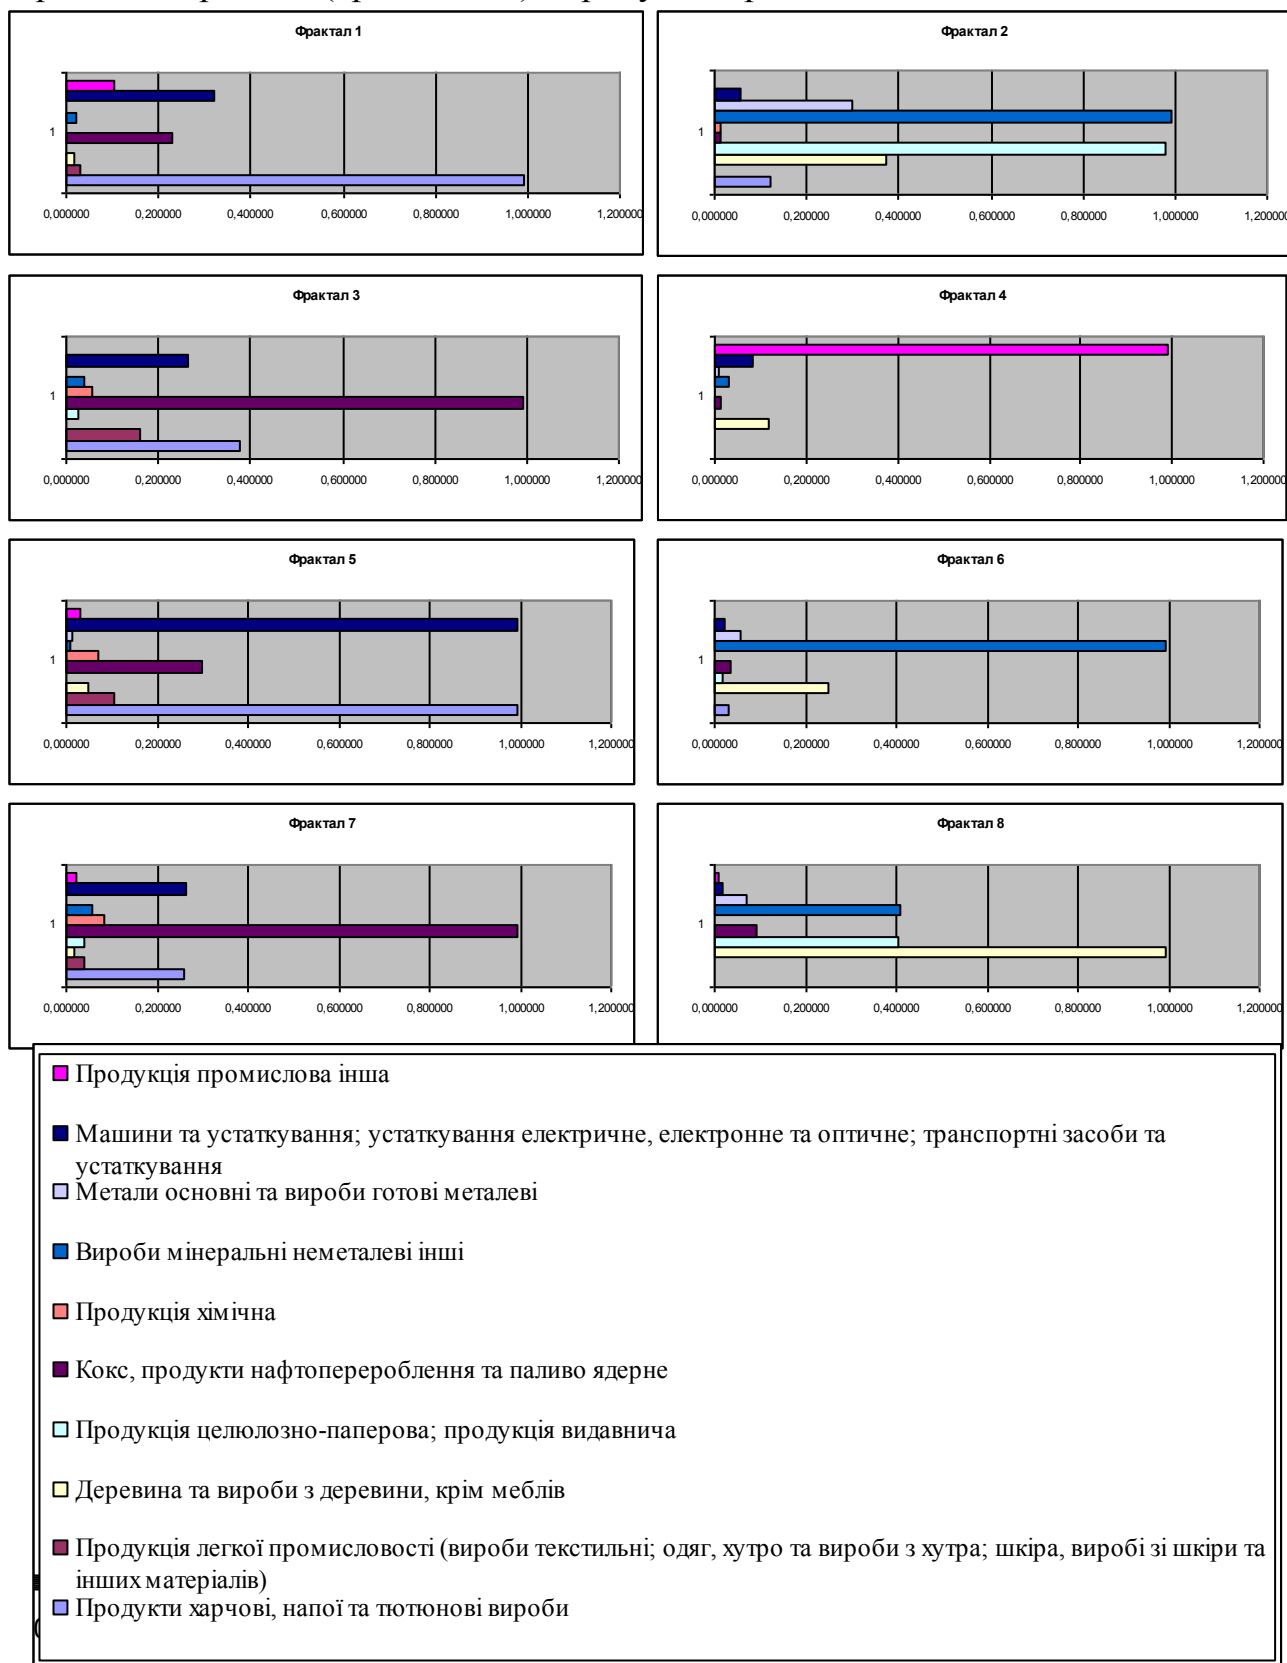 Фрактал 1
1
0,000000 0,200000 0,400000 0,600000 0,800000 1,000000 1,200000
Фрактал 2
1
0,000000 0,200000 0,400000 0,600000 0,800000 1,000000 1,200000
Фрактал 3
1
0,000000 0,200000 0,400000 0,600000 0,800000 1,000000 1,200000
Фрактал 4
1
0,000000 0,200000 0,400000 0,600000 0,800000 1,000000 1,200000
Фрактал 5
1
0,000000 0,200000 0,400000 0,600000 0,800000 1,000000 1,200000
Фрактал 6
1
0,000000 0,200000 0,400000 0,600000 0,800000 1,000000 1,200000
Фрактал 7
1
0,000000 0,200000 0,400000 0,600000 0,800000 1,000000 1,200000
Фрактал 8
1
0,000000 0,200000 0,400000 0,600000 0,800000 1,000000 1,200000
Продукція промислова інша
Машини та устаткування; устаткування електричне, електронне та оптичне; транспортні засоби та
устаткування
Метали основні та вироби готові металеві
Вироби мінеральні неметалеві інші
Продукція хімічна
Кокс, продукти нафтоперероблення та паливо ядерне
Продукція целюлозно-паперова; продукція видавнича
Деревина та вироби з деревини, крім меблів
Продукція легкої промисловості (вироби текстильні; одяг, хутро та вироби з хутра; шкіра, виробі зі шкіри та
інших матеріалів)
Продукти харчові, напої та тютюнові вироби